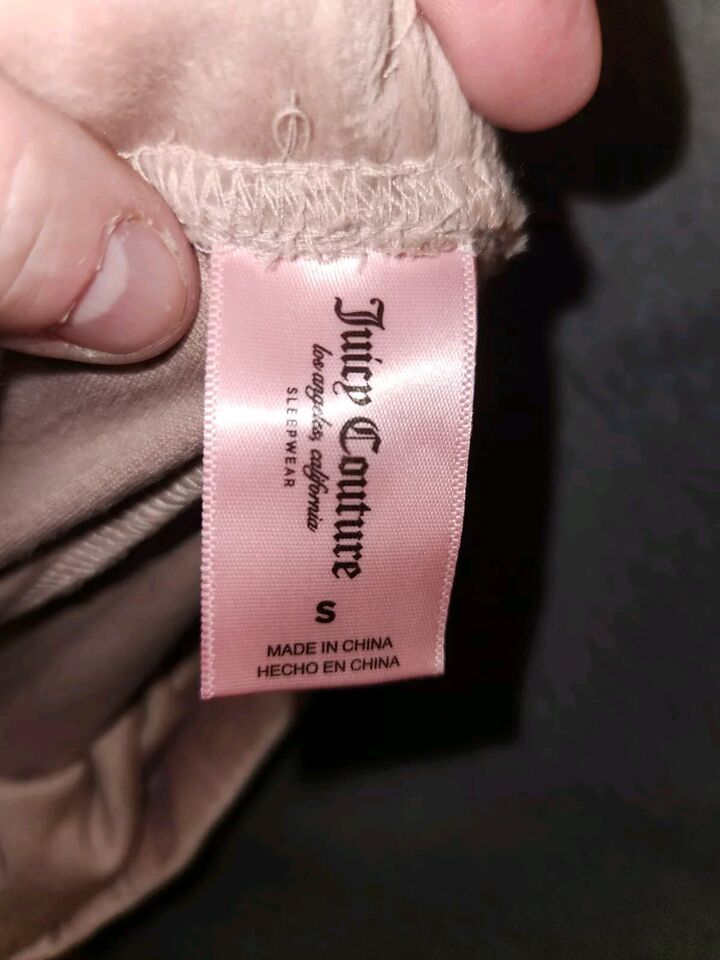 Juicy Couture
los angeles, california
SLEEPWEAR
S
MADE IN CHINA
HECHO EN CHINA